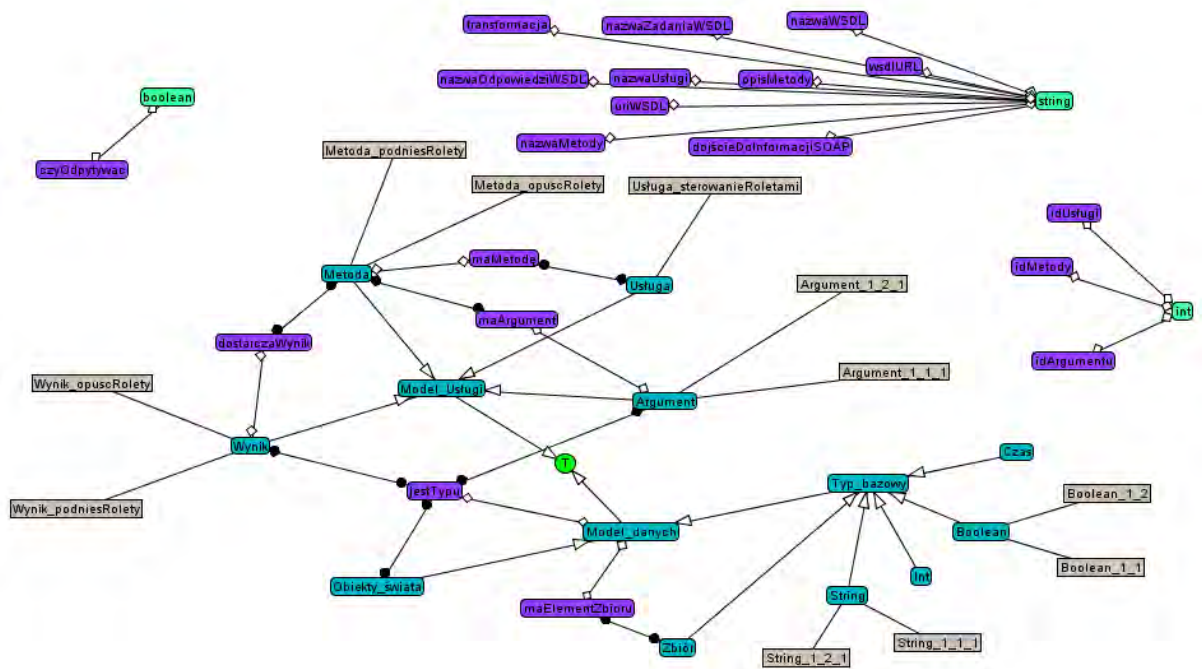 transformacja
nazwaZadaniaWSDL
nazwaWSDL
wsdlURL
nazwaOdpowiedziWSDL
nazwaUsługi
opisMetody
boolean
uriWSDL
string
nazwaMetody
dojścieDoInformacjiSOAP
Metoda_podniesRolety
czyOdpytywac
Metoda_opuscRolety
Usługa_sterowanieRoletami
idUsługi
maMetodę
idMetody
Metoda
Usługa
Argument_1_2_1
int
maArgument
dostarczaWynik
idArgumentu
Argument_1_1_1
Wynik_opuscRolety
Model_Usługi
Argument
Wynik
Czas
T
Typ_bazowy
jestTypu
Boolean_1_2
Wynik_podniesRolety
Model_danych
Boolean
Boolean_1_1
Int
Obiekty_świata
String
maElementZbioru
Zbiór
String_1_1_1
String_1_2_1